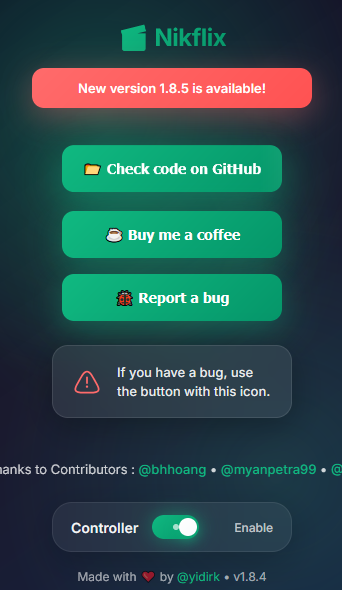 Nikflix
New version 1.8.5 is available!
📁 Check code on GitHub
☕ Buy me a coffee
🐞 Report a bug
If you have a bug, use
the button with this icon.
hanks to Contributors : @bhhoang • @myanpetra99 • @
Controller Enable
Made with ❤️ by @yidirk • v1.8.4